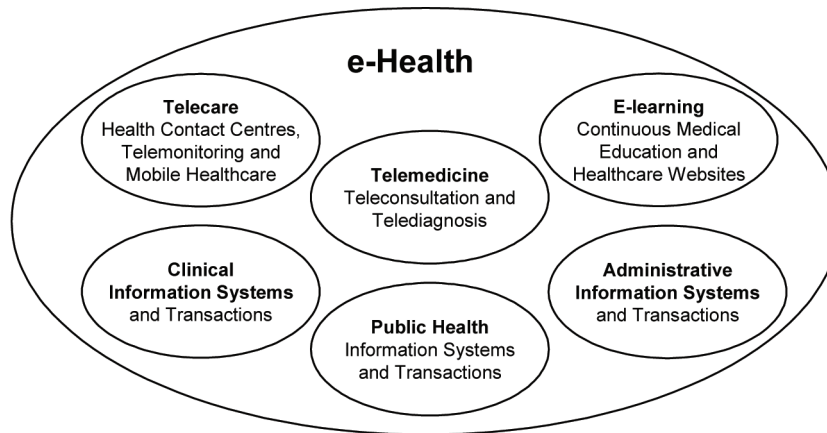 e-Health
Telecare
Health Contact Centres,
Telemonitoring and
Mobile Healthcare
E-learning
Continuous Medical
Education and
Healthcare Websites
Telemedicine
Teleconsultation and
Telediagnosis
Clinical
Information Systems
and Transactions
Administrative
Information Systems
and Transactions
Public Health
Information Systems
and Transactions